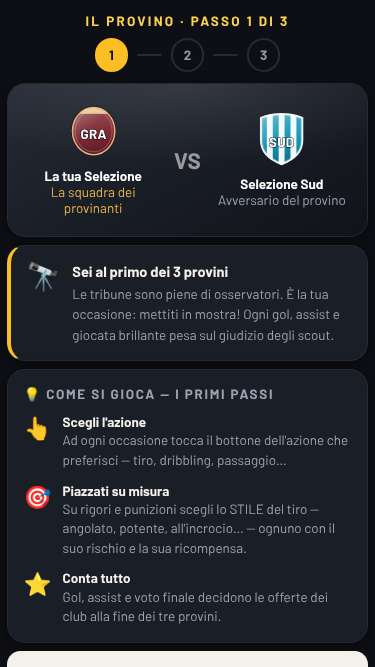 IL PROVINO · PASSO 1 DI 3
1
2
3
GRA
La tua Selezione
La squadra dei
provinanti
VS
SUD
Selezione Sud
Avversario del provino
Sei al primo dei 3 provini
Le tribune sono piene di osservatori. È la tua
occasione: mettiti in mostra! Ogni gol, assist e
giocata brillante pesa sul giudizio degli scout.
COME SI GIOCA — I PRIMI PASSI
Scegli l'azione
Ad ogni occasione tocca il bottone dell'azione che
preferisci — tiro, dribbling, passaggio...
Piazzati su misura
Su rigori e punizioni scegli lo STILE del tiro —
angolato, potente, all'incrocio... — ognuno con il
suo rischio e la sua ricompensa.
Conta tutto
Gol, assist e voto finale decidono le offerte dei
club alla fine dei tre provini.